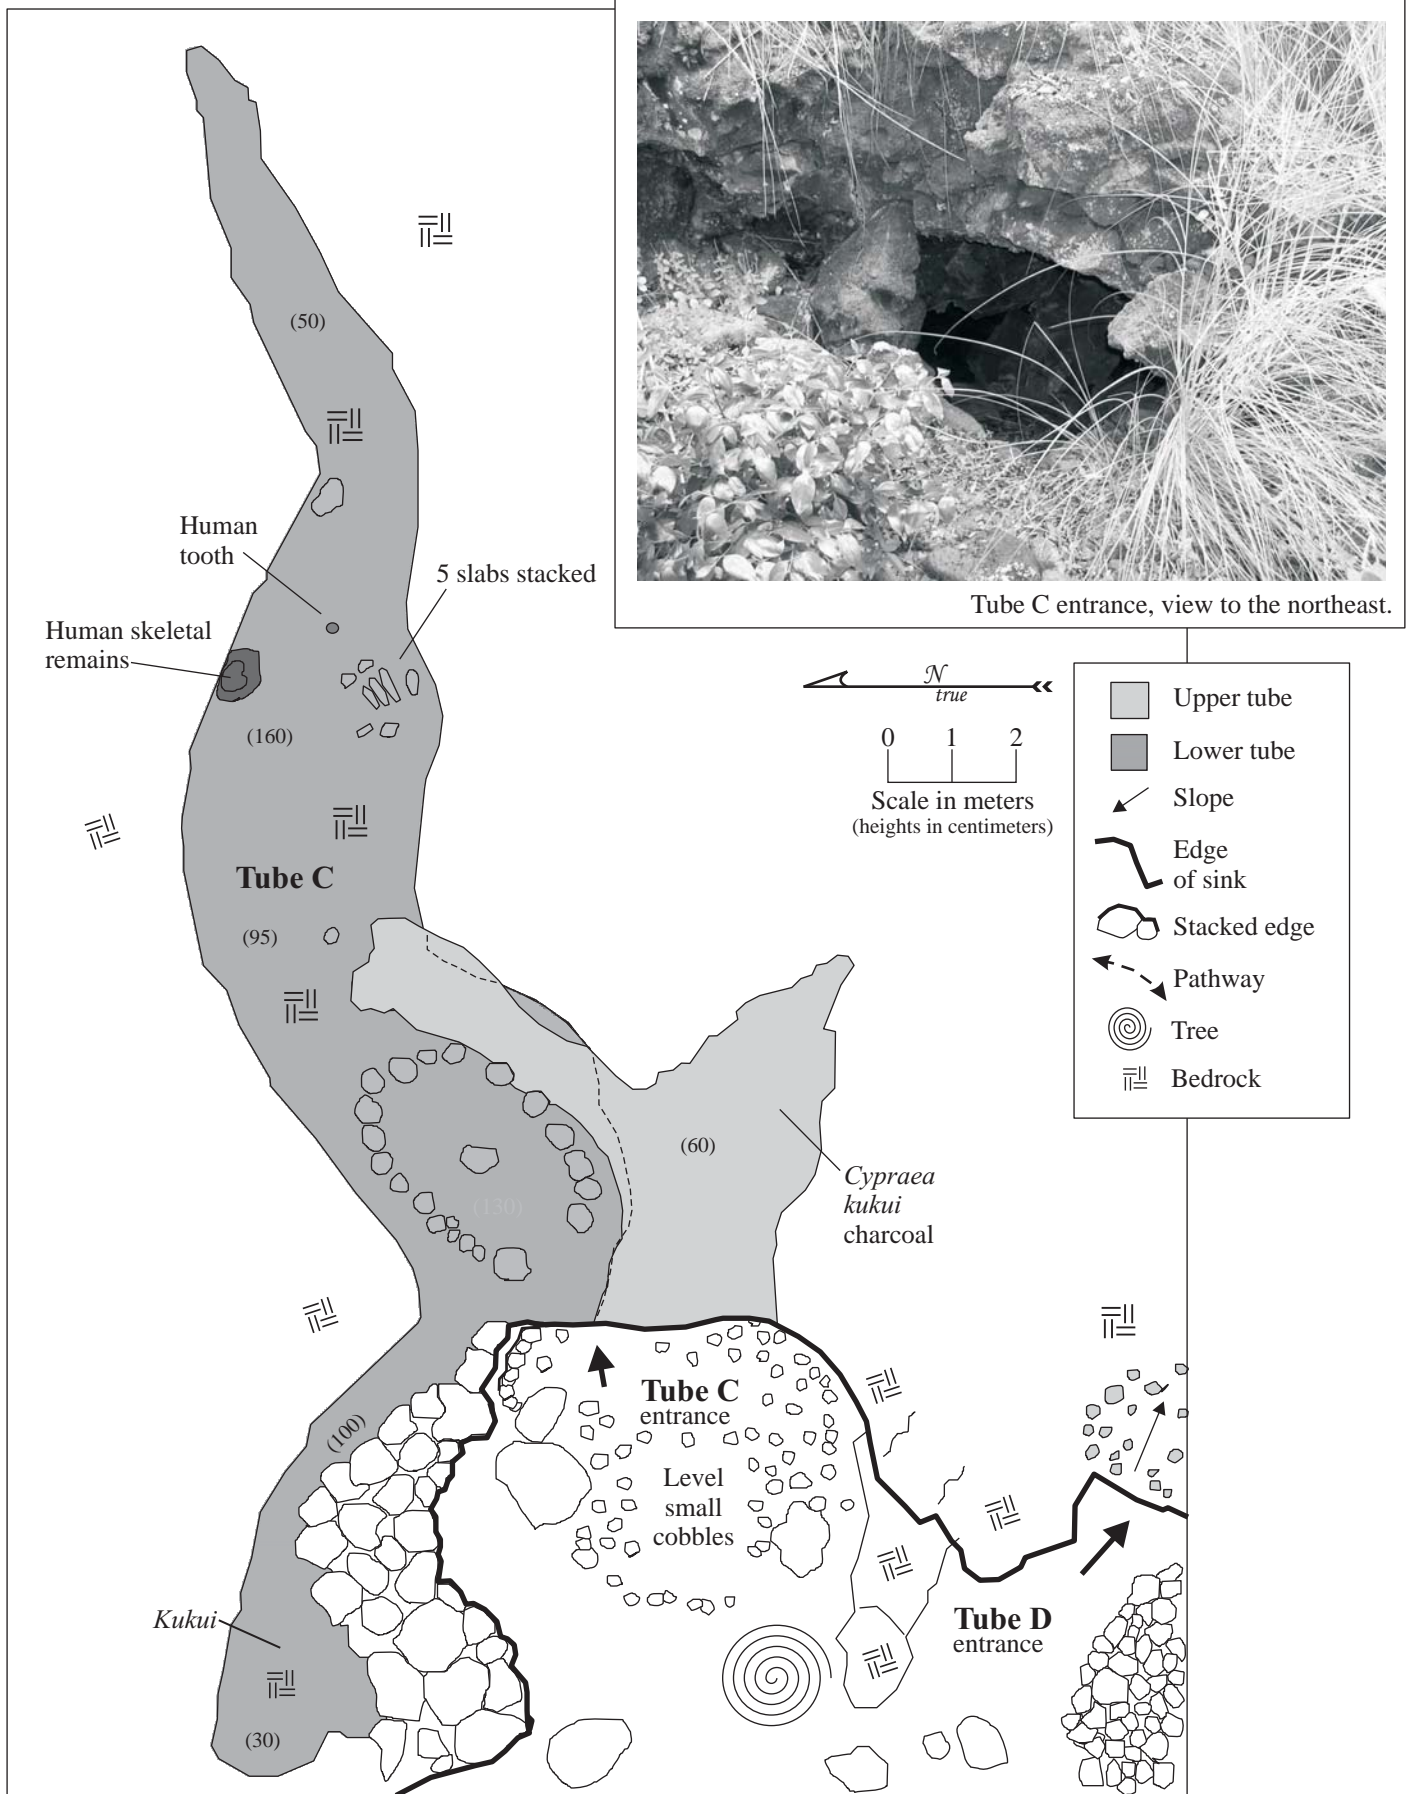 Tube C entrance, view to the northeast.
(50)
Human
tooth
5 slabs stacked
Human skeletal
remains
(160)
N
true
0 1 2
Scale in meters
(heights in centimeters)
Upper tube
Lower tube
Slope
Edge
of sink
Stacked edge
Pathway
Tree
Bedrock
Tube C
(95)
(60)
(130)
Cypraea
kukui
charcoal
Tube C
entrance
(100)
Level
small
cobbles
Kukui
(30)
Tube D
entrance